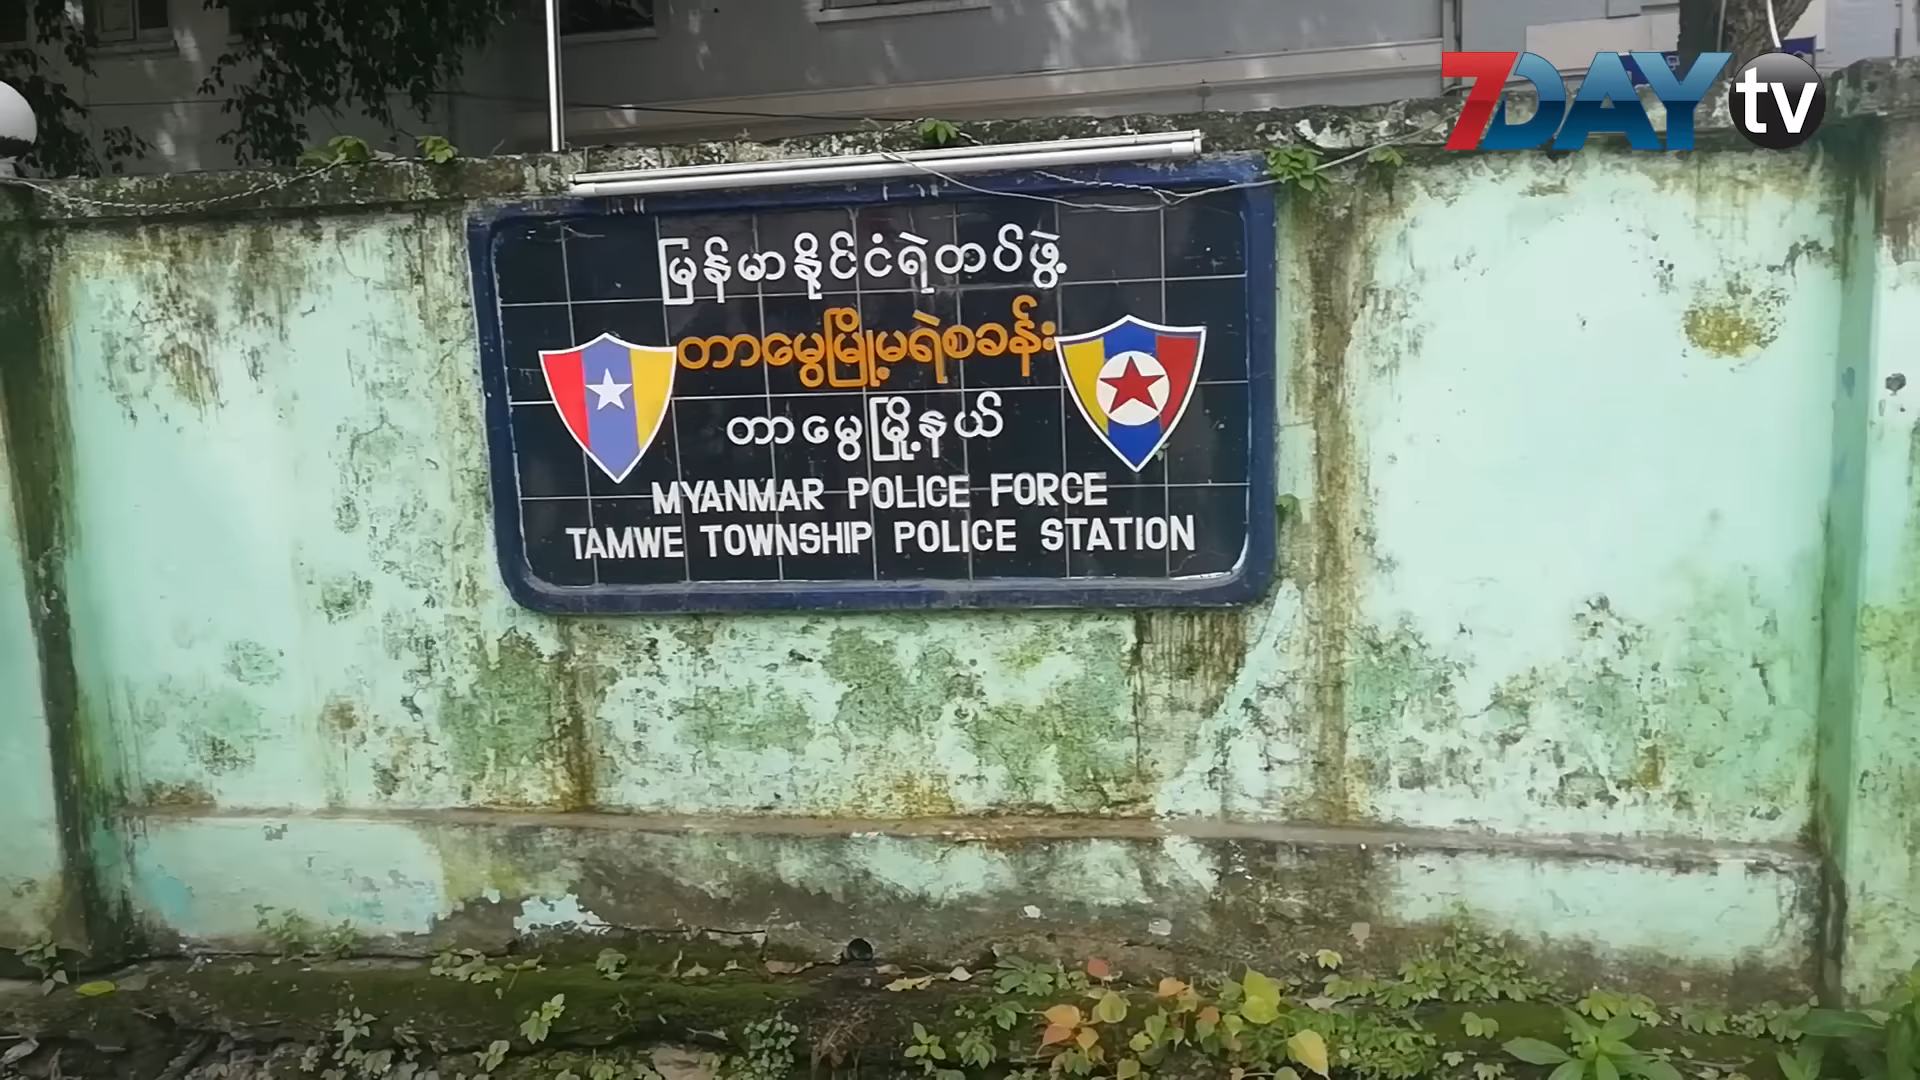 7DAY tv
မြန်မာနိုင်ငံရဲတပ်ဖွဲ့
တာမွေမြို့မရဲစခန်း
တာမွေမြို့နယ်
MYANMAR POLICE FORCE
TAMWE TOWNSHIP POLICE STATION